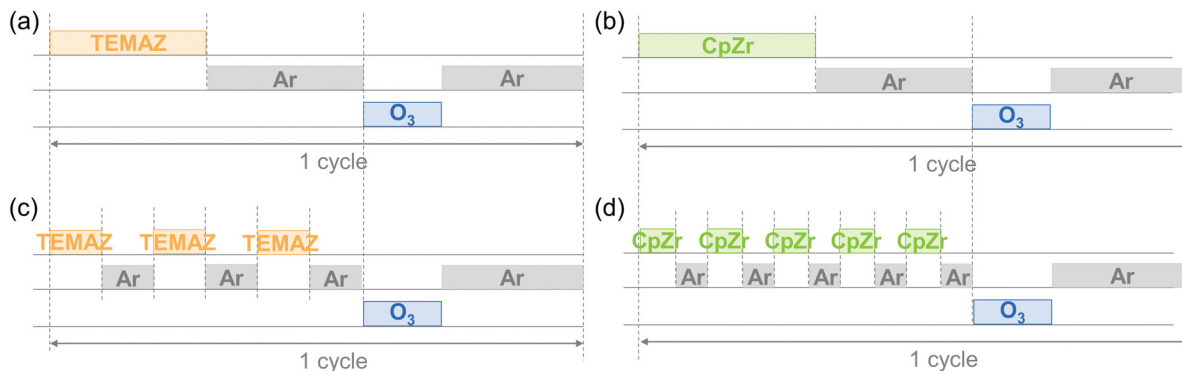 (a)
TEMAZ
Ar
Ar
O₃
1 cycle
(b)
CpZr
Ar
Ar
O₃
1 cycle
(c)
TEMAZ TEMAZ TEMAZ
Ar Ar Ar Ar
O₃
1 cycle
(d)
CpZr CpZr CpZr CpZr CpZr
Ar Ar Ar Ar Ar Ar
O₃
1 cycle